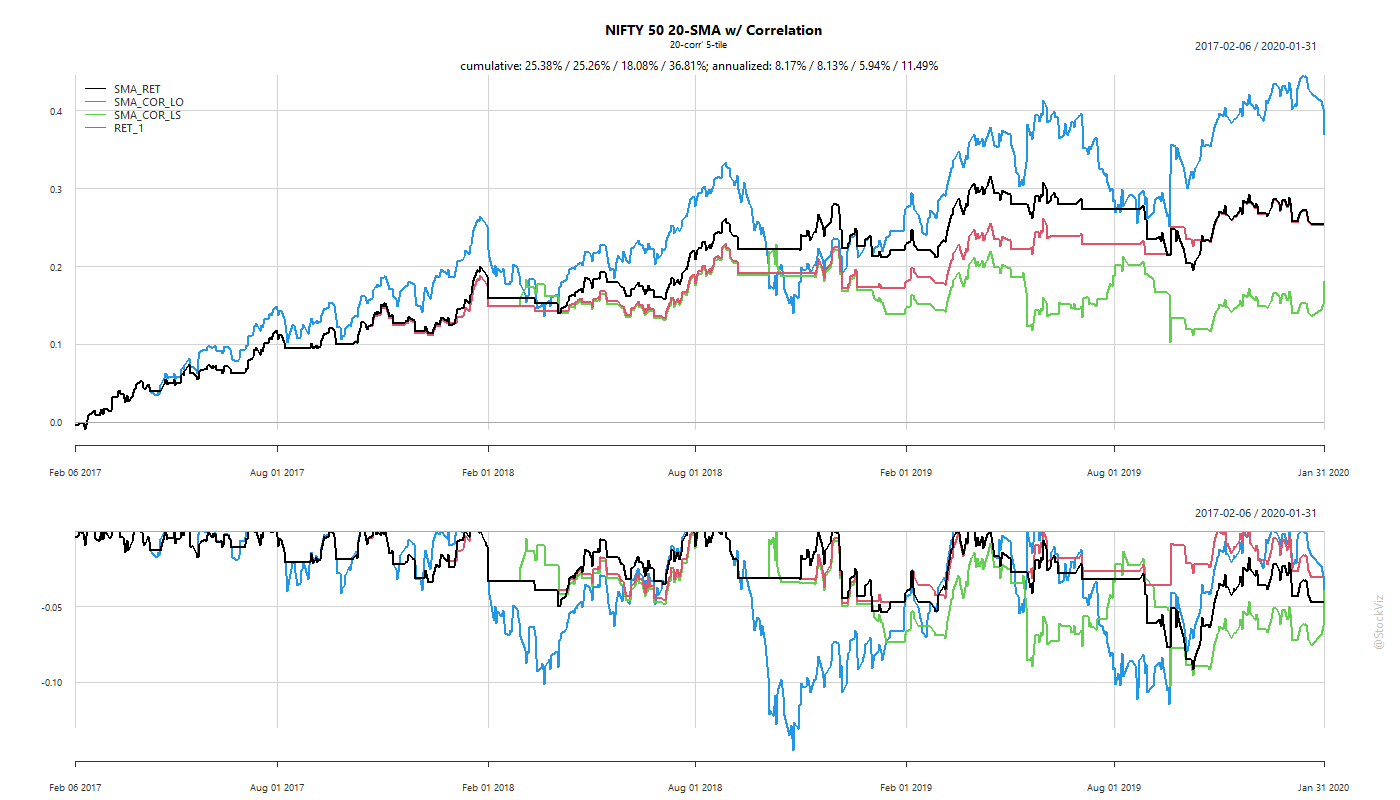 NIFTY 50 20-SMA w/ Correlation
20-corr' 5-tile
2017-02-06 / 2020-01-31
cumulative: 25.38% / 25.26% / 18.08% / 36.81%; annualized: 8.17% / 8.13% / 5.94% / 11.49%
SMA_RET
SMA_COR_LO
SMA_COR_LS
RET_1
0.4
0.3
0.2
0.1
0.0
Feb 06 2017 Aug 01 2017 Feb 01 2018 Aug 01 2018 Feb 01 2019 Aug 01 2019 Jan 31 2020
2017-02-06 / 2020-01-31
-0.05
-0.10
@StockViz
Feb 06 2017 Aug 01 2017 Feb 01 2018 Aug 01 2018 Feb 01 2019 Aug 01 2019 Jan 31 2020